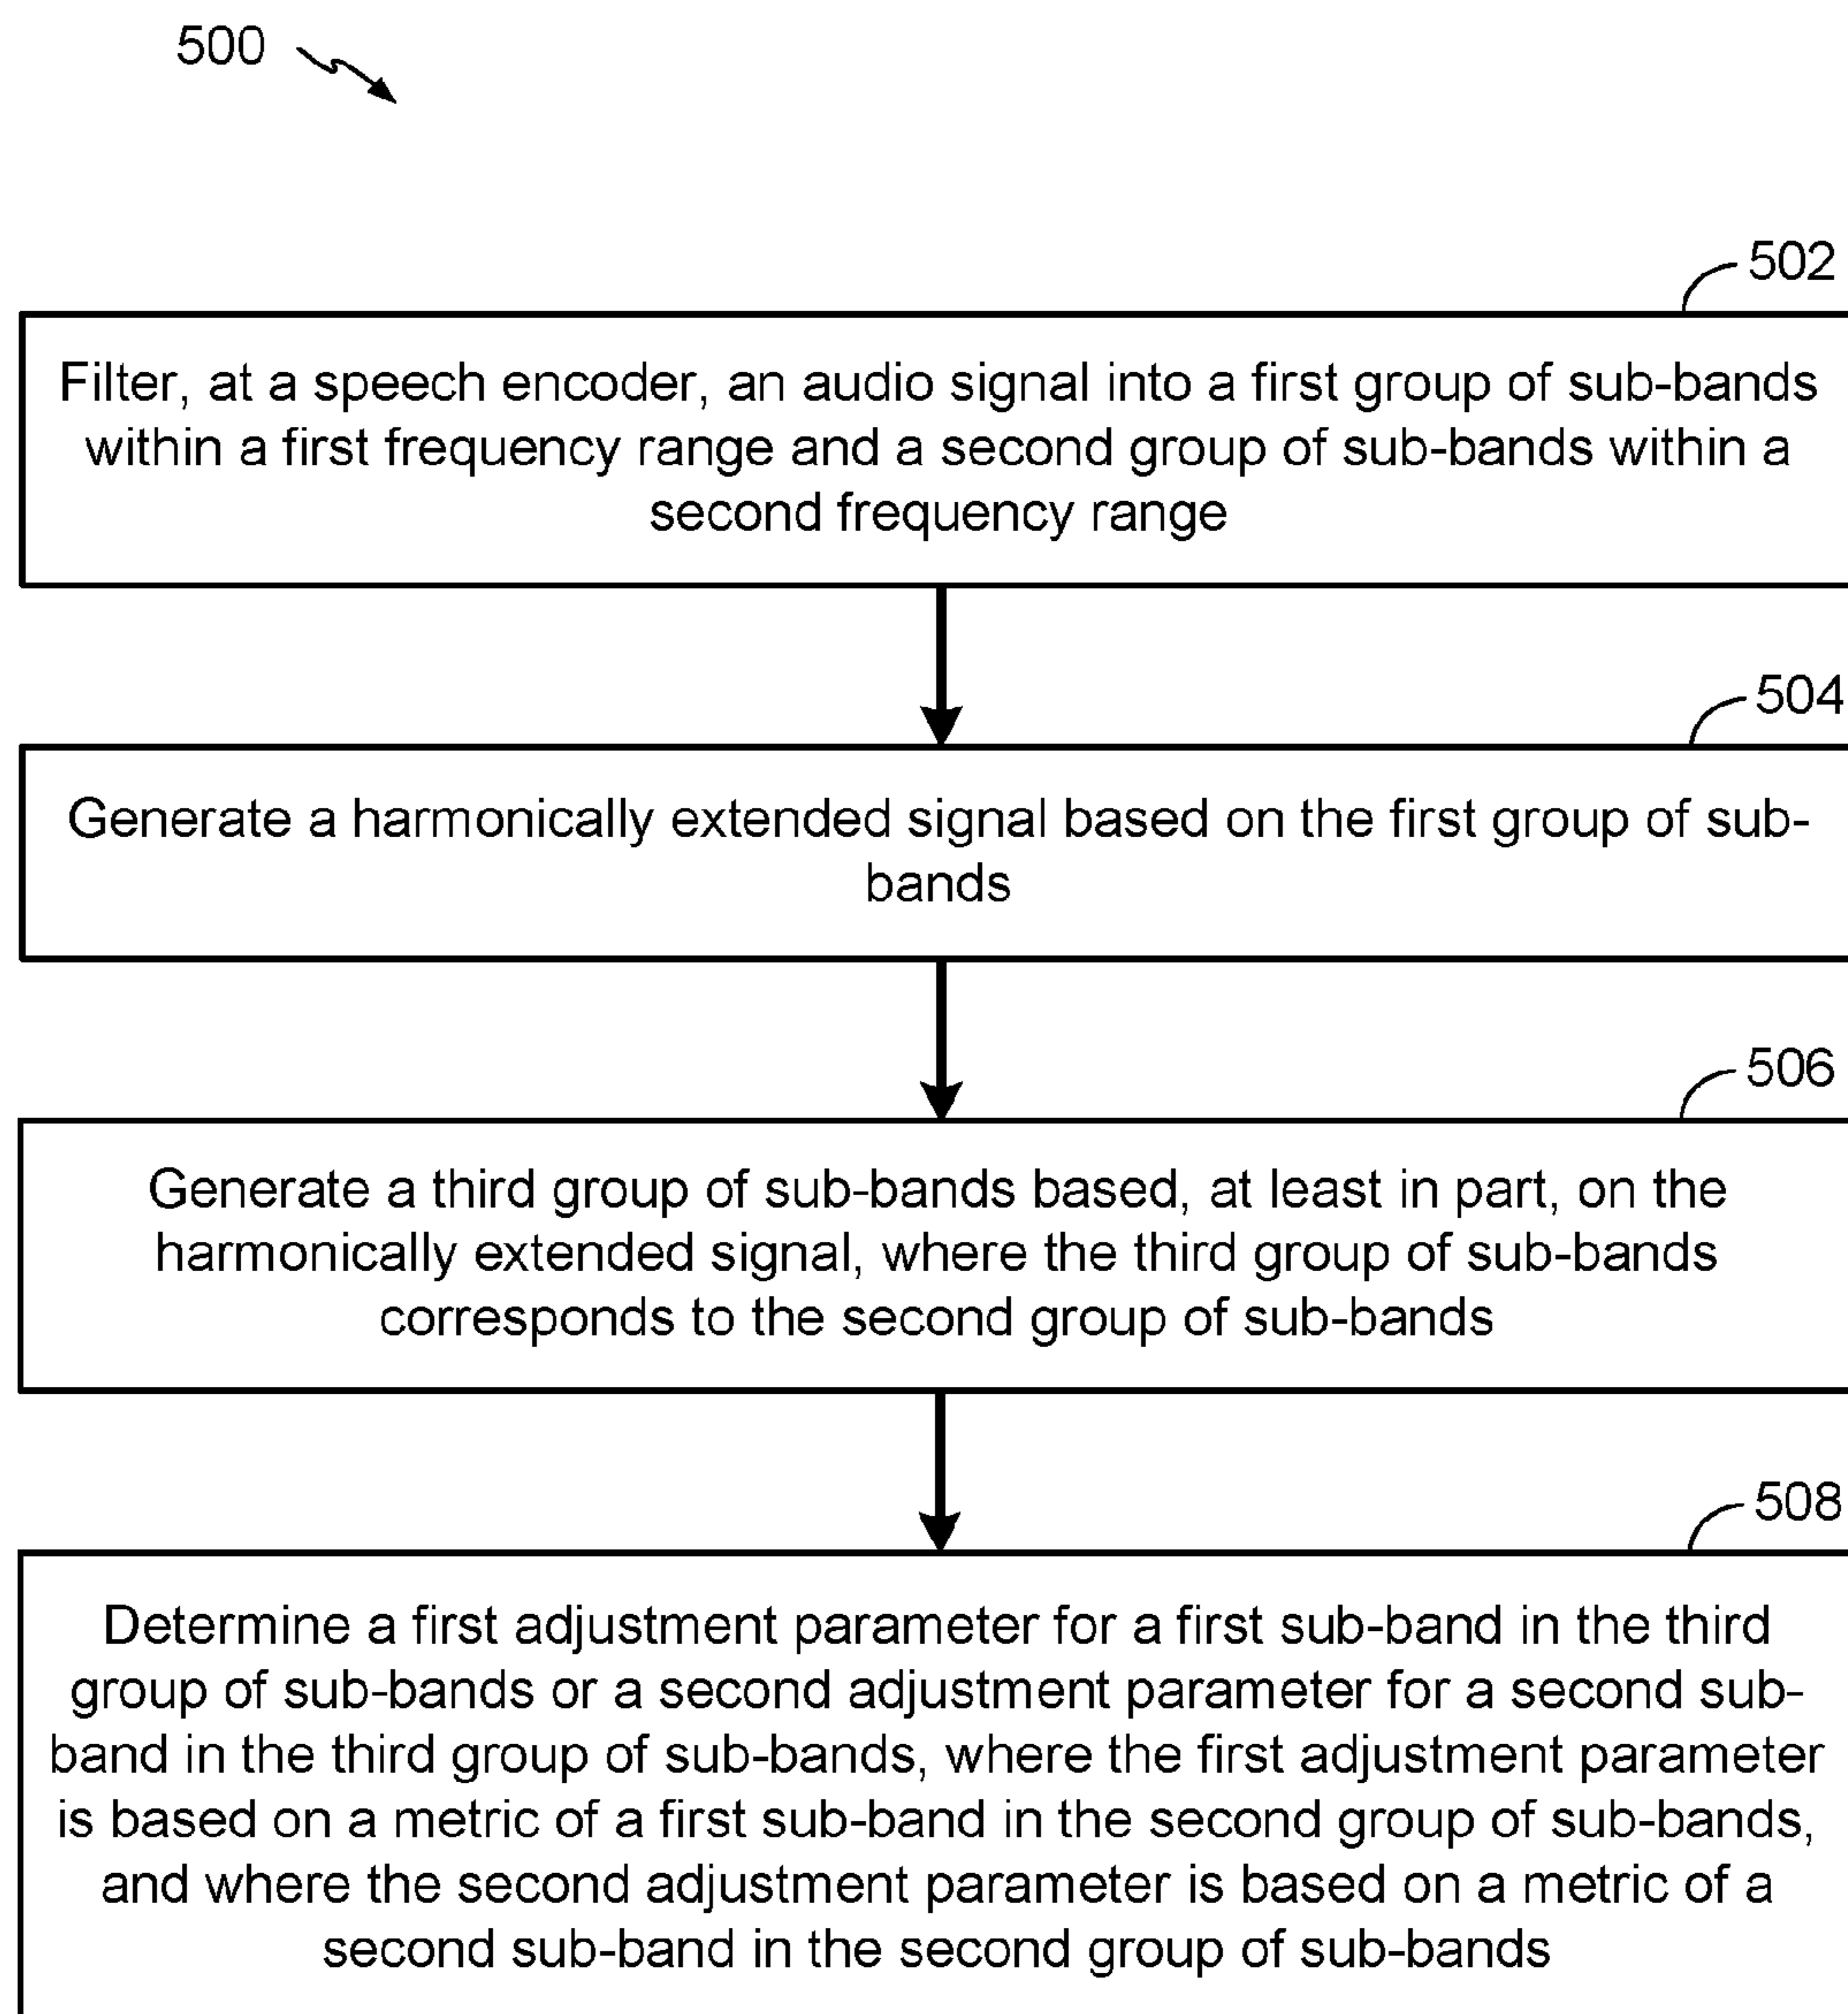 500
502
Filter, at a speech encoder, an audio signal into a first group of sub-bands
within a first frequency range and a second group of sub-bands within a
second frequency range
504
Generate a harmonically extended signal based on the first group of sub-
bands
506
Generate a third group of sub-bands based, at least in part, on the
harmonically extended signal, where the third group of sub-bands
corresponds to the second group of sub-bands
508
Determine a first adjustment parameter for a first sub-band in the third
group of sub-bands or a second adjustment parameter for a second sub-
band in the third group of sub-bands, where the first adjustment parameter
is based on a metric of a first sub-band in the second group of sub-bands,
and where the second adjustment parameter is based on a metric of a
second sub-band in the second group of sub-bands